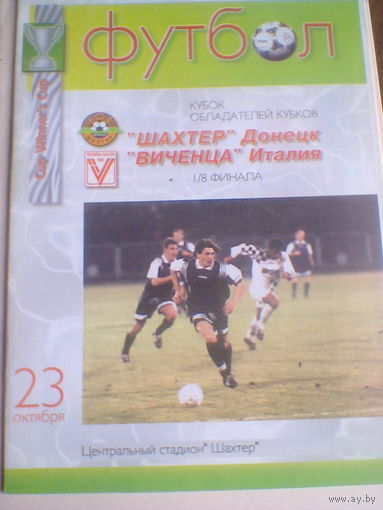 футбол
Cup Winner's Cup
КУБОК
ОБЛАДАТЕЛЕЙ КУБКОВ
"ШАХТЕР" Донецк
"ВИЧЕНЦА" Италия
1/8 ФИНАЛА
23
октября
Центральный стадион "Шахтер"
www.ay.by